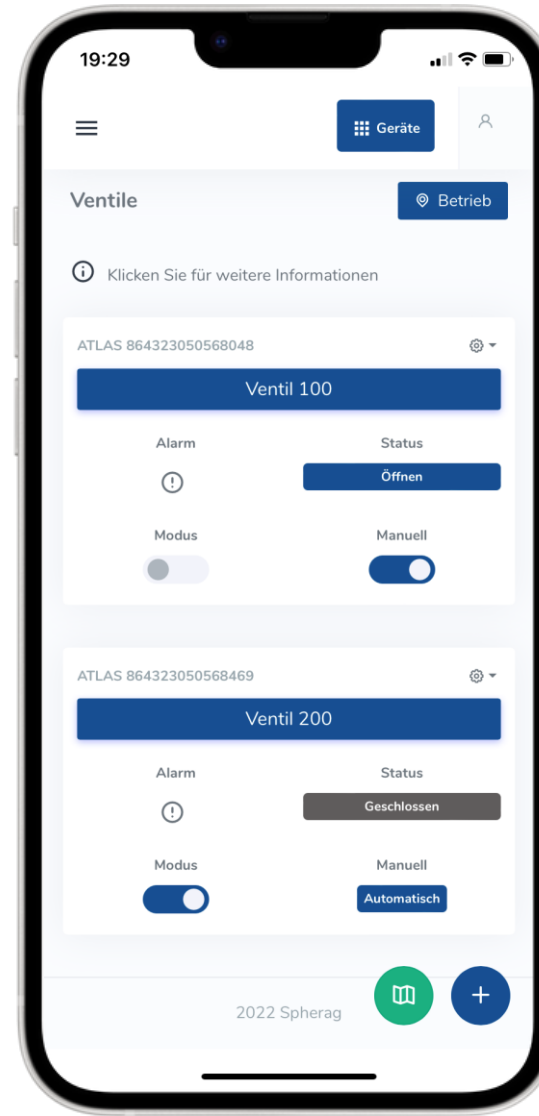 19:29
Geräte
Ventile
Betrieb
Klicken Sie für weitere Informationen
ATLAS 864323050568048
Ventil 100
Alarm Status
Öffnen
Modus Manuell
ATLAS 864323050568469
Ventil 200
Alarm Status
Geschlossen
Modus Manuell
Automatisch
2022 Spherag